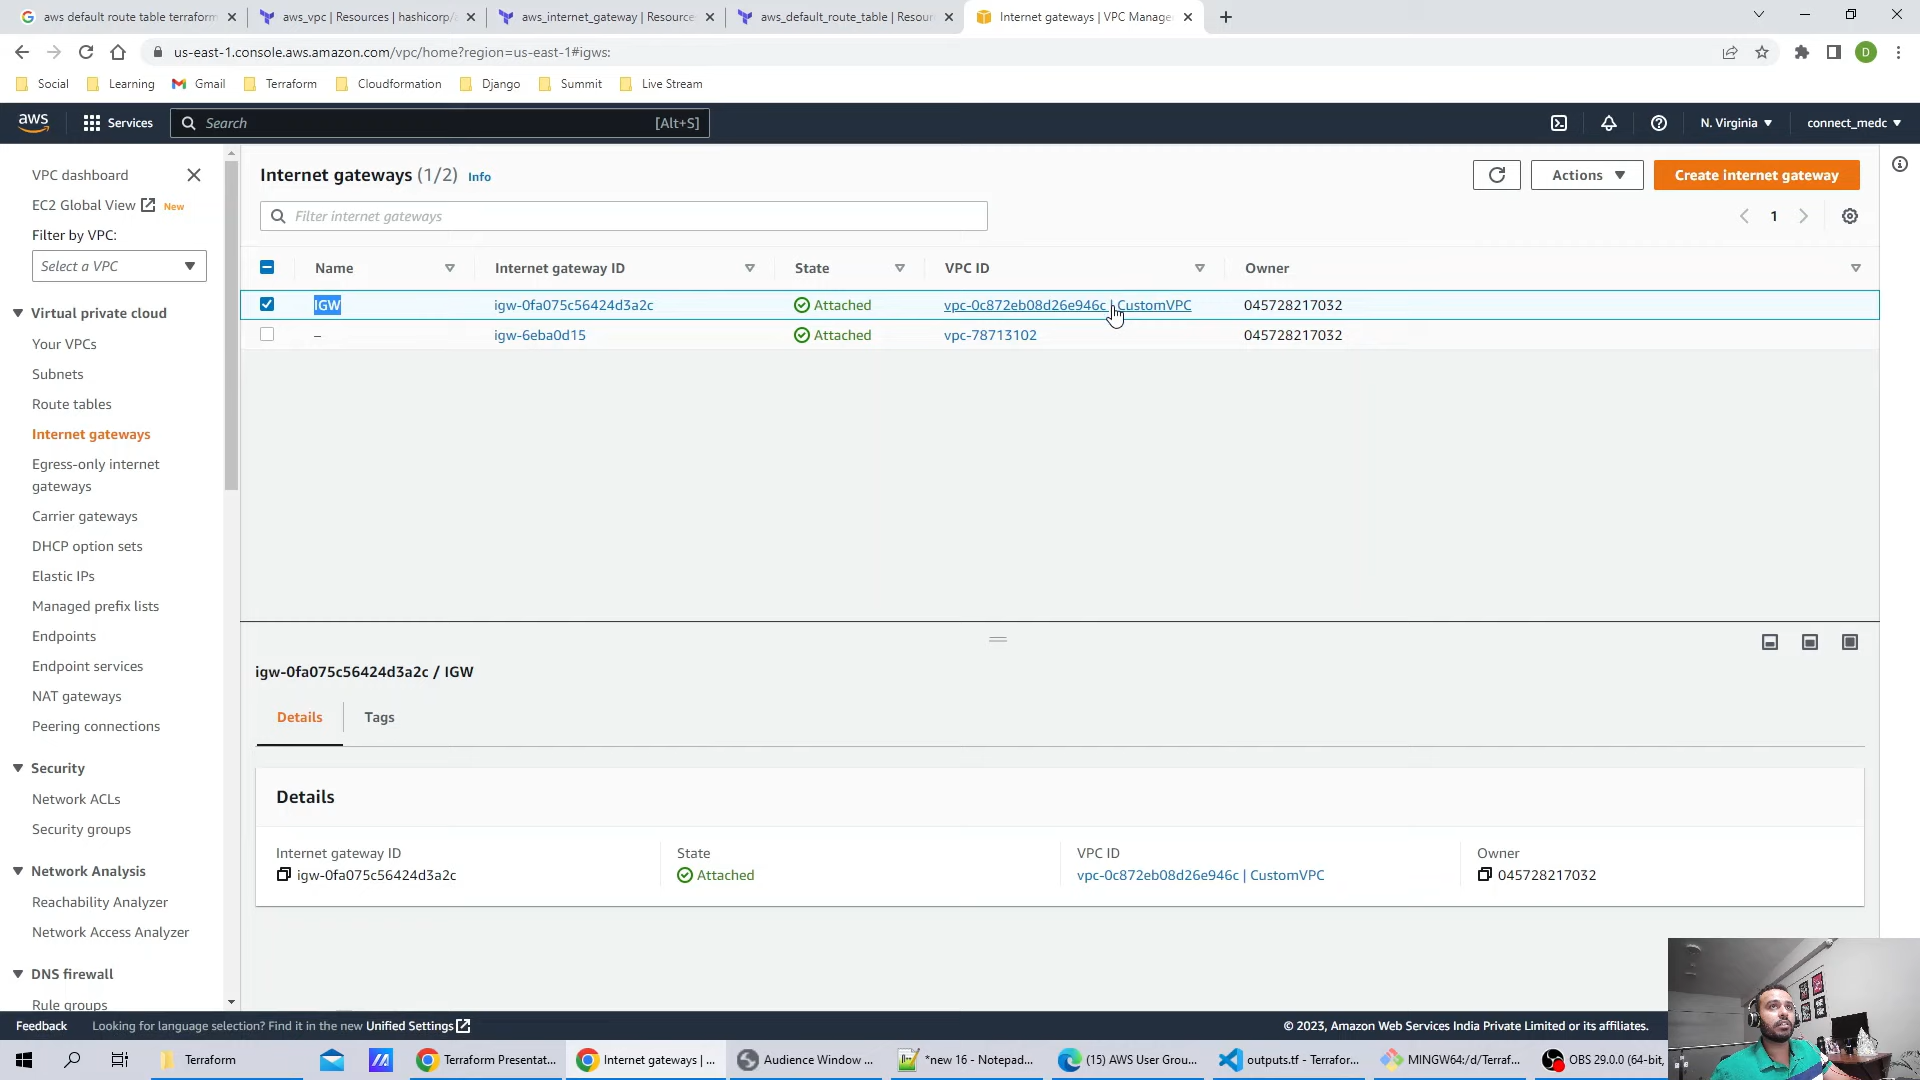 aws default route table terraform
aws_vpc | Resources | hashicorp/a
aws_internet_gateway | Resource
aws_default_route_table | Resour
Internet gateways | VPC Manage
us-east-1.console.aws.amazon.com/vpc/home?region=us-east-1#igws:
D
Social
Learning
Gmail
Terraform
Cloudformation
Django
Summit
Live Stream
aws
Services
Search
[Alt+S]
N. Virginia
connect_medc
VPC dashboard
EC2 Global View
New
Filter by VPC:
Select a VPC
Virtual private cloud
Your VPCs
Subnets
Route tables
Internet gateways
Egress-only internet
gateways
Carrier gateways
DHCP option sets
Elastic IPs
Managed prefix lists
Endpoints
Endpoint services
NAT gateways
Peering connections
Security
Network ACLs
Security groups
Network Analysis
Reachability Analyzer
Network Access Analyzer
DNS firewall
Rule groups
Internet gateways (1/2) Info
Actions
Create internet gateway
Filter internet gateways
1
Name Internet gateway ID State VPC ID Owner
IGW igw-0fa075c56424d3a2c Attached vpc-0c872eb08d26e946c | CustomVPC 045728217032
– igw-6eba0d15 Attached vpc-78713102 045728217032
igw-0fa075c56424d3a2c / IGW
Details Tags
Details
Internet gateway ID
igw-0fa075c56424d3a2c
State
Attached
VPC ID
vpc-0c872eb08d26e946c | CustomVPC
Owner
045728217032
Feedback
Looking for language selection? Find it in the new Unified Settings
© 2023, Amazon Web Services India Private Limited or its affiliates.
Terraform
Terraform Presentat...
Internet gateways | ...
Audience Window ...
*new 16 - Notepad...
(15) AWS User Grou...
outputs.tf - Terrafor...
MINGW64:/d/Terraf...
OBS 29.0.0 (64-bit,